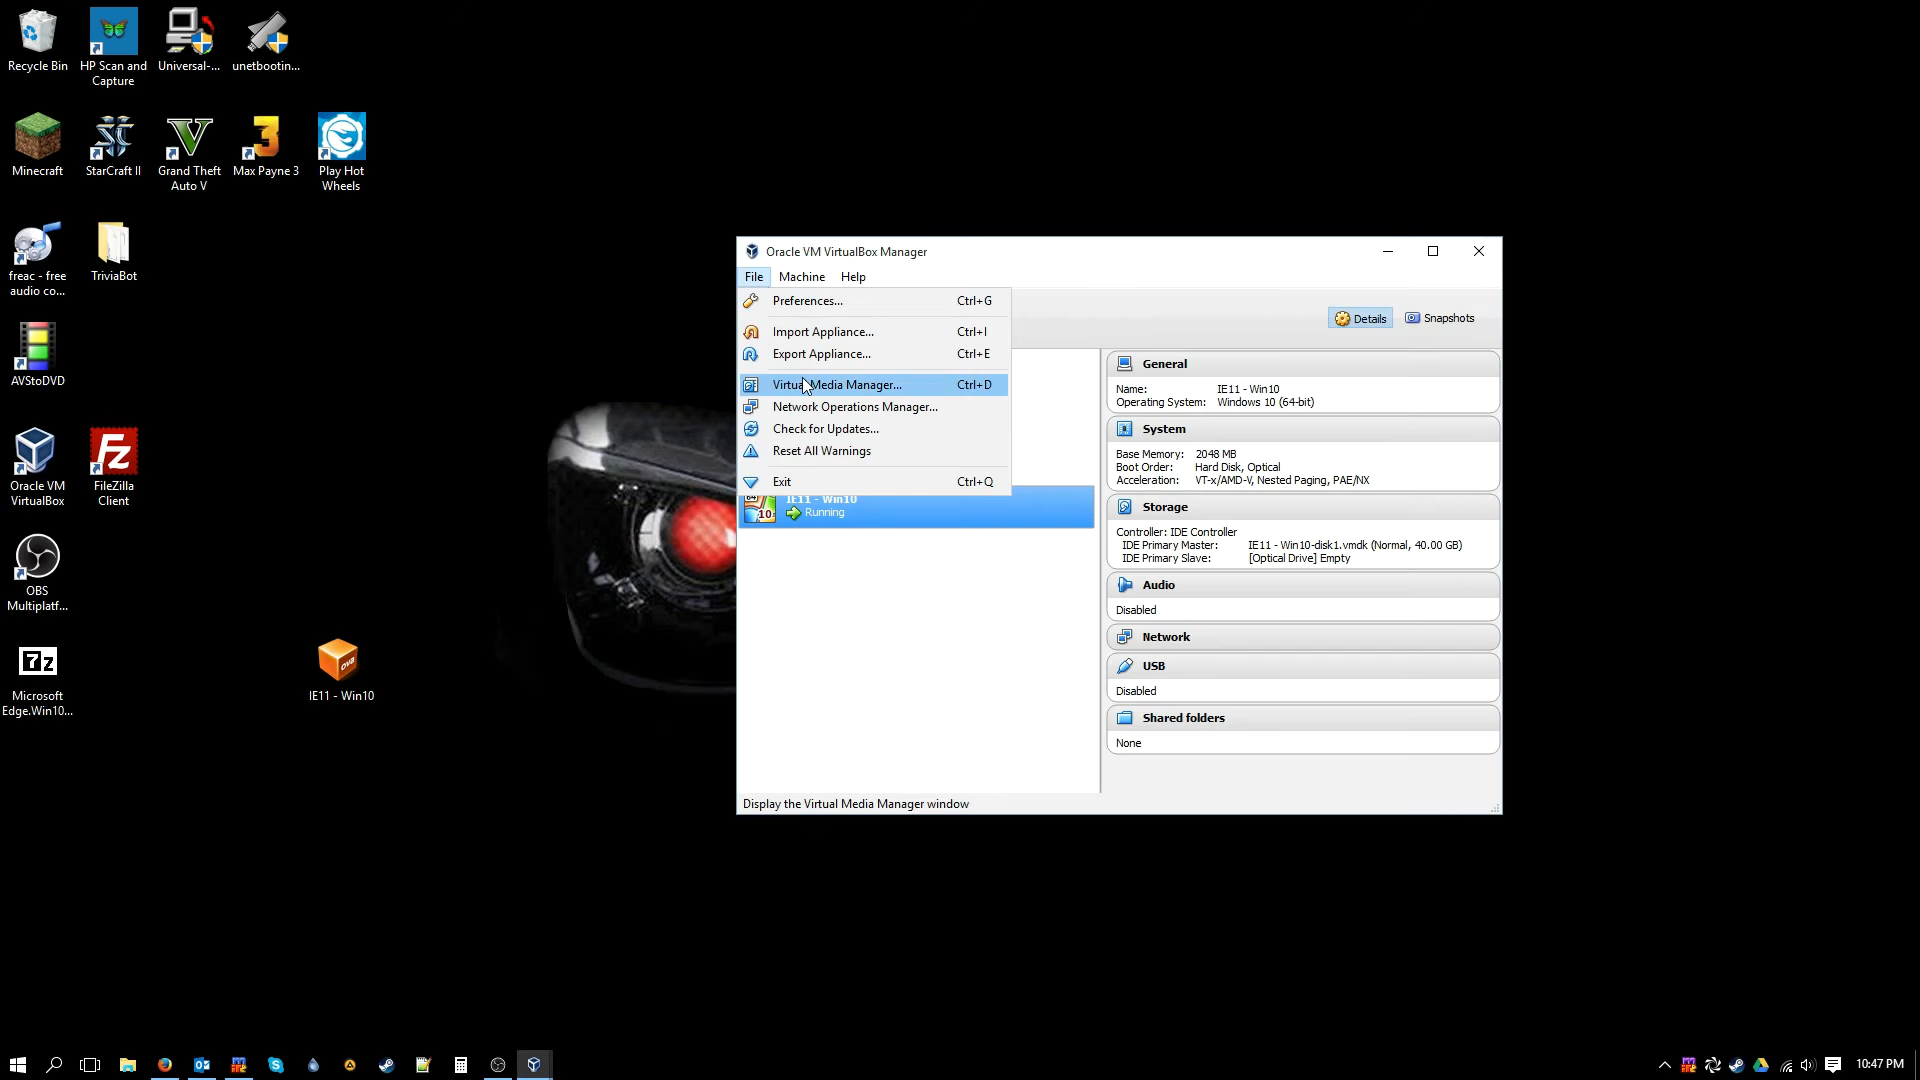 Recycle Bin
HP Scan and
Capture
Universal-...
unetbootin...
Minecraft
StarCraft II
Grand Theft
Auto V
Max Payne 3
Play Hot
Wheels
freac - free
audio co...
TriviaBot
AVStoDVD
Oracle VM
VirtualBox
FileZilla
Client
OBS
Multiplatf...
7z
Microsoft
Edge.Win10...
ova
IE11 - Win10
Oracle VM VirtualBox Manager
File Machine Help
Preferences... Ctrl+G
Import Appliance... Ctrl+I
Export Appliance... Ctrl+E
Virtual Media Manager... Ctrl+D
Network Operations Manager...
Check for Updates...
Reset All Warnings
Exit Ctrl+Q
IE11 - Win10
Running
64
10
Details
Snapshots
General
Name: IE11 - Win10
Operating System: Windows 10 (64-bit)
System
Base Memory: 2048 MB
Boot Order: Hard Disk, Optical
Acceleration: VT-x/AMD-V, Nested Paging, PAE/NX
Storage
Controller: IDE Controller
IDE Primary Master: IE11 - Win10-disk1.vmdk (Normal, 40.00 GB)
IDE Primary Slave: [Optical Drive] Empty
Audio
Disabled
Network
USB
Disabled
Shared folders
None
Display the Virtual Media Manager window
10:47 PM